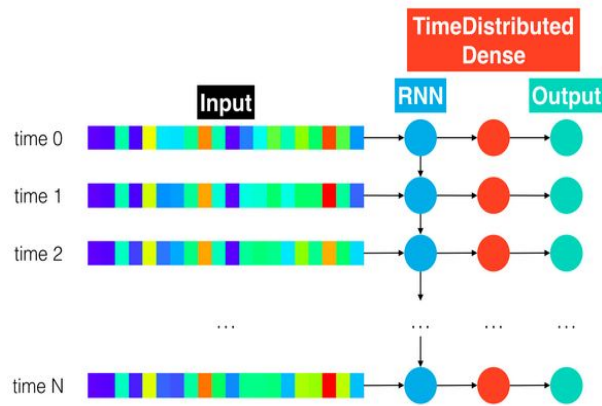 TimeDistributed
Dense
Input
RNN
Output
time 0
time 1
time 2
... ... ... ...
time N